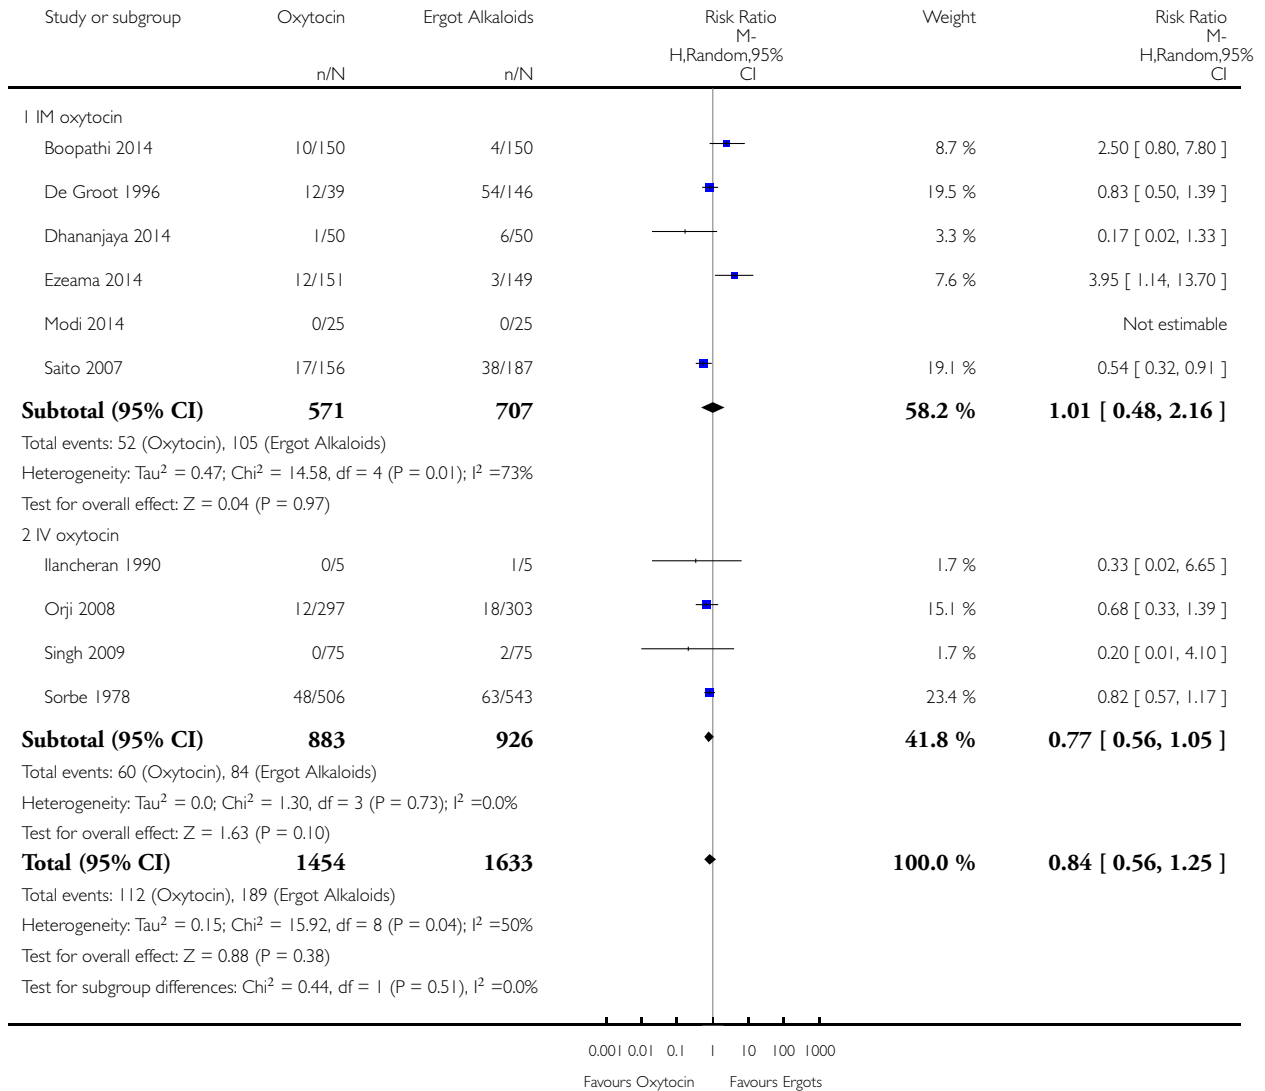 Study or subgroup Oxytocin Ergot Alkaloids Risk Ratio Weight Risk Ratio
M- M-
H,Random,95% H,Random,95%
n/N n/N CI CI
1 IM oxytocin
Boopathi 2014 10/150 4/150 8.7 % 2.50 [ 0.80, 7.80 ]
De Groot 1996 12/39 54/146 19.5 % 0.83 [ 0.50, 1.39 ]
Dhananjaya 2014 1/50 6/50 3.3 % 0.17 [ 0.02, 1.33 ]
Ezeama 2014 12/151 3/149 7.6 % 3.95 [ 1.14, 13.70 ]
Modi 2014 0/25 0/25 Not estimable
Saito 2007 17/156 38/187 19.1 % 0.54 [ 0.32, 0.91 ]
Subtotal (95% CI) 571 707 58.2 % 1.01 [ 0.48, 2.16 ]
Total events: 52 (Oxytocin), 105 (Ergot Alkaloids)
Heterogeneity: Tau² = 0.47; Chi² = 14.58, df = 4 (P = 0.01); I² =73%
Test for overall effect: Z = 0.04 (P = 0.97)
2 IV oxytocin
Ilancheran 1990 0/5 1/5 1.7 % 0.33 [ 0.02, 6.65 ]
Orji 2008 12/297 18/303 15.1 % 0.68 [ 0.33, 1.39 ]
Singh 2009 0/75 2/75 1.7 % 0.20 [ 0.01, 4.10 ]
Sorbe 1978 48/506 63/543 23.4 % 0.82 [ 0.57, 1.17 ]
Subtotal (95% CI) 883 926 41.8 % 0.77 [ 0.56, 1.05 ]
Total events: 60 (Oxytocin), 84 (Ergot Alkaloids)
Heterogeneity: Tau² = 0.0; Chi² = 1.30, df = 3 (P = 0.73); I² =0.0%
Test for overall effect: Z = 1.63 (P = 0.10)
Total (95% CI) 1454 1633 100.0 % 0.84 [ 0.56, 1.25 ]
Total events: 112 (Oxytocin), 189 (Ergot Alkaloids)
Heterogeneity: Tau² = 0.15; Chi² = 15.92, df = 8 (P = 0.04); I² =50%
Test for overall effect: Z = 0.88 (P = 0.38)
Test for subgroup differences: Chi² = 0.44, df = 1 (P = 0.51), I² =0.0%
0.001 0.01 0.1 1 10 100 1000
Favours Oxytocin Favours Ergots